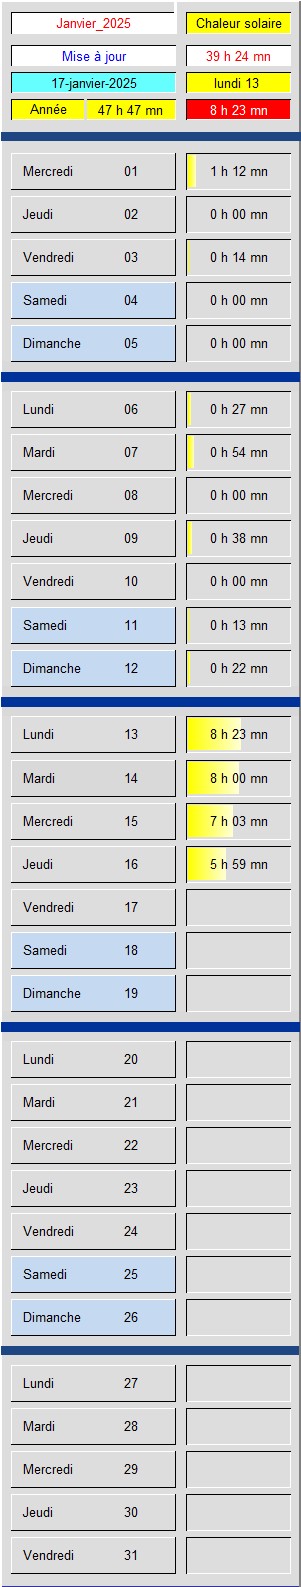 Janvier_2025 Chaleur solaire
Mise à jour 39 h 24 mn
17-janvier-2025 lundi 13
Année 47 h 47 mn 8 h 23 mn
Mercredi 01 1 h 12 mn
Jeudi 02 0 h 00 mn
Vendredi 03 0 h 14 mn
Samedi 04 0 h 00 mn
Dimanche 05 0 h 00 mn
Lundi 06 0 h 27 mn
Mardi 07 0 h 54 mn
Mercredi 08 0 h 00 mn
Jeudi 09 0 h 38 mn
Vendredi 10 0 h 00 mn
Samedi 11 0 h 13 mn
Dimanche 12 0 h 22 mn
Lundi 13 8 h 23 mn
Mardi 14 8 h 00 mn
Mercredi 15 7 h 03 mn
Jeudi 16 5 h 59 mn
Vendredi 17
Samedi 18
Dimanche 19
Lundi 20
Mardi 21
Mercredi 22
Jeudi 23
Vendredi 24
Samedi 25
Dimanche 26
Lundi 27
Mardi 28
Mercredi 29
Jeudi 30
Vendredi 31